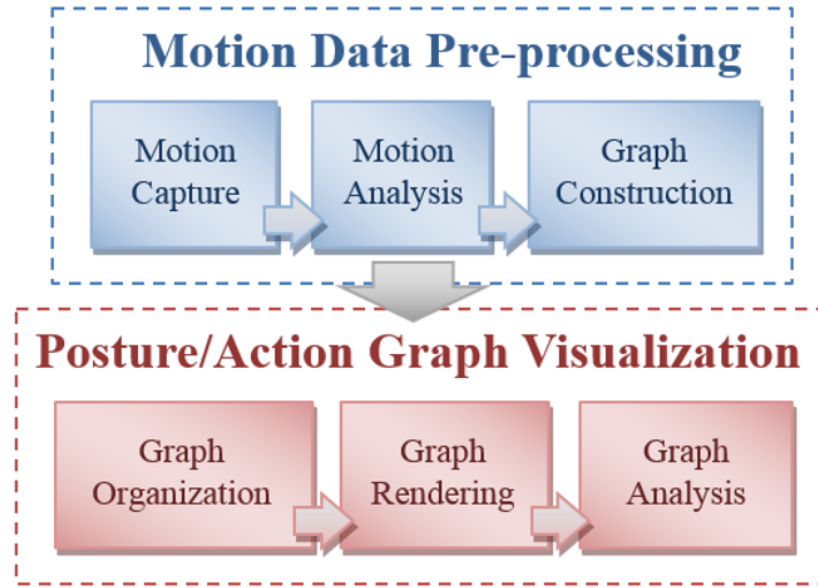 Motion Data Pre-processing
Motion
Capture
Motion
Analysis
Graph
Construction
Posture/Action Graph Visualization
Graph
Organization
Graph
Rendering
Graph
Analysis